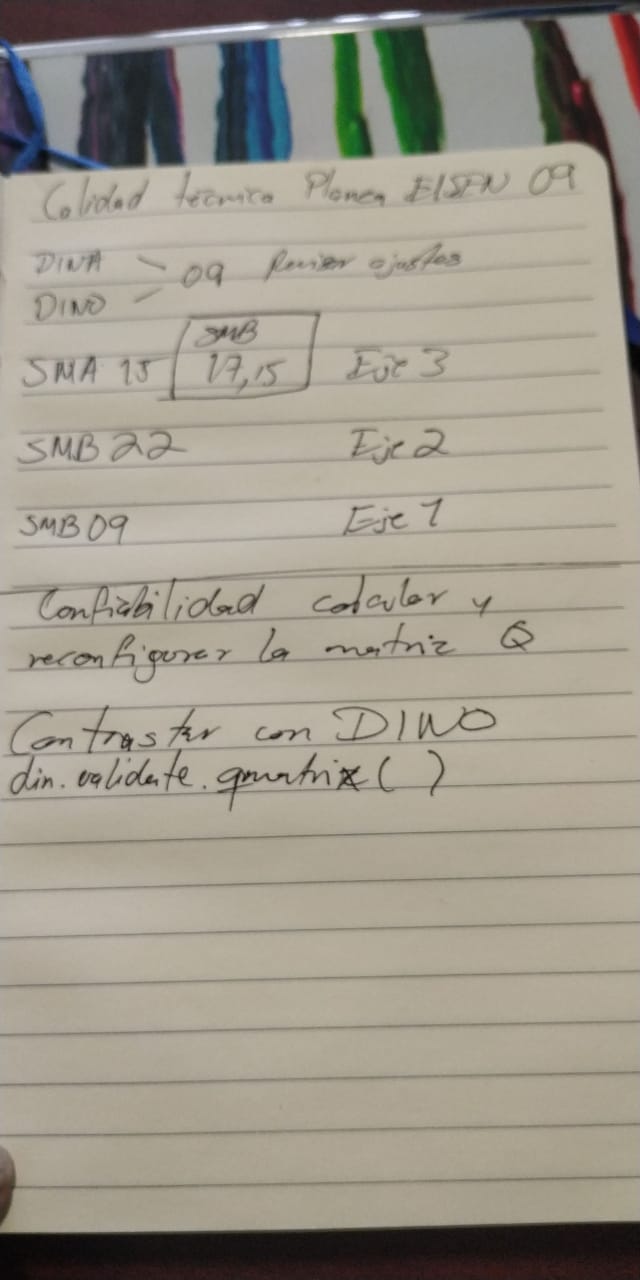 Calidad técnica Planea EISEN 09
DINA
DINO
09 Revisar ajustes
SMA 15
SMB
17,15
Eje 3
SMB 22 Eje 2
SMB 09 Eje 1
Confiabilidad calcular y
reconfigurar la matriz Q
Contrastar con DINO
din.validate.qmatrix( )